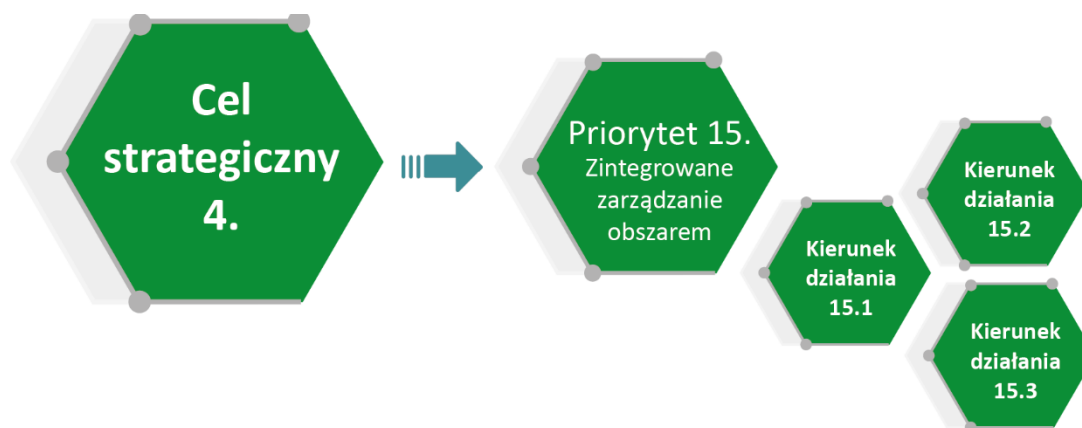 Cel
strategiczny
4.
Priorytet 15.
Zintegrowane
zarządzanie
obszarem
Kierunek
działania
15.1
Kierunek
działania
15.2
Kierunek
działania
15.3